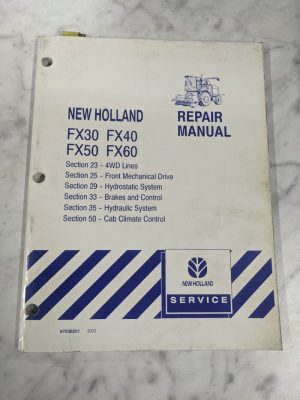 NEW HOLLAND
FX30 FX40
FX50 FX60
REPAIR
MANUAL
Section 23 - 4WD Lines
Section 25 - Front Mechanical Drive
Section 29 - Hydrostatic System
Section 33 - Brakes and Control
Section 35 - Hydraulic System
Section 50 - Cab Climate Control
NEW HOLLAND
SERVICE